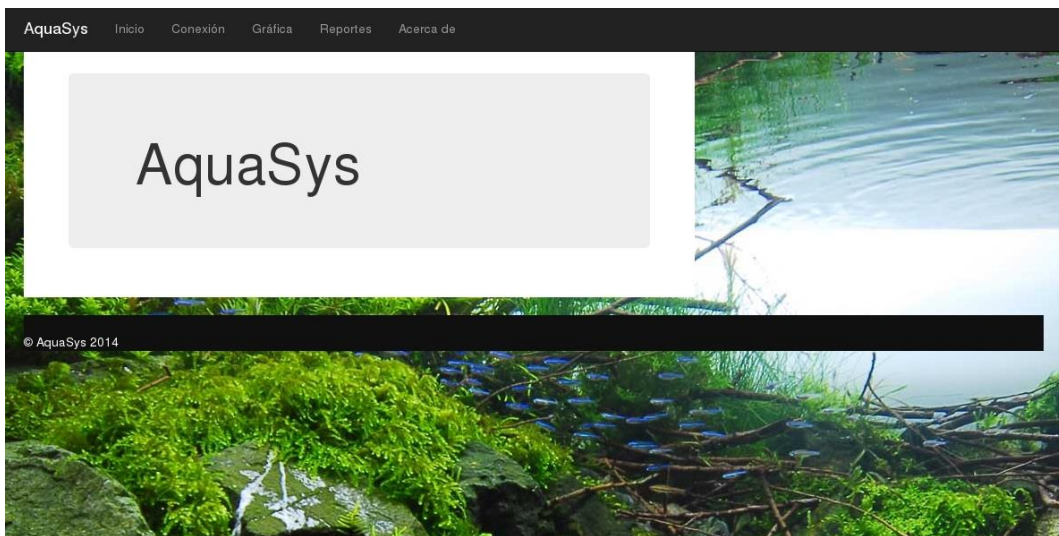 AquaSys Inicio Conexión Gráfica Reportes Acerca de
AquaSys
© AquaSys 2014